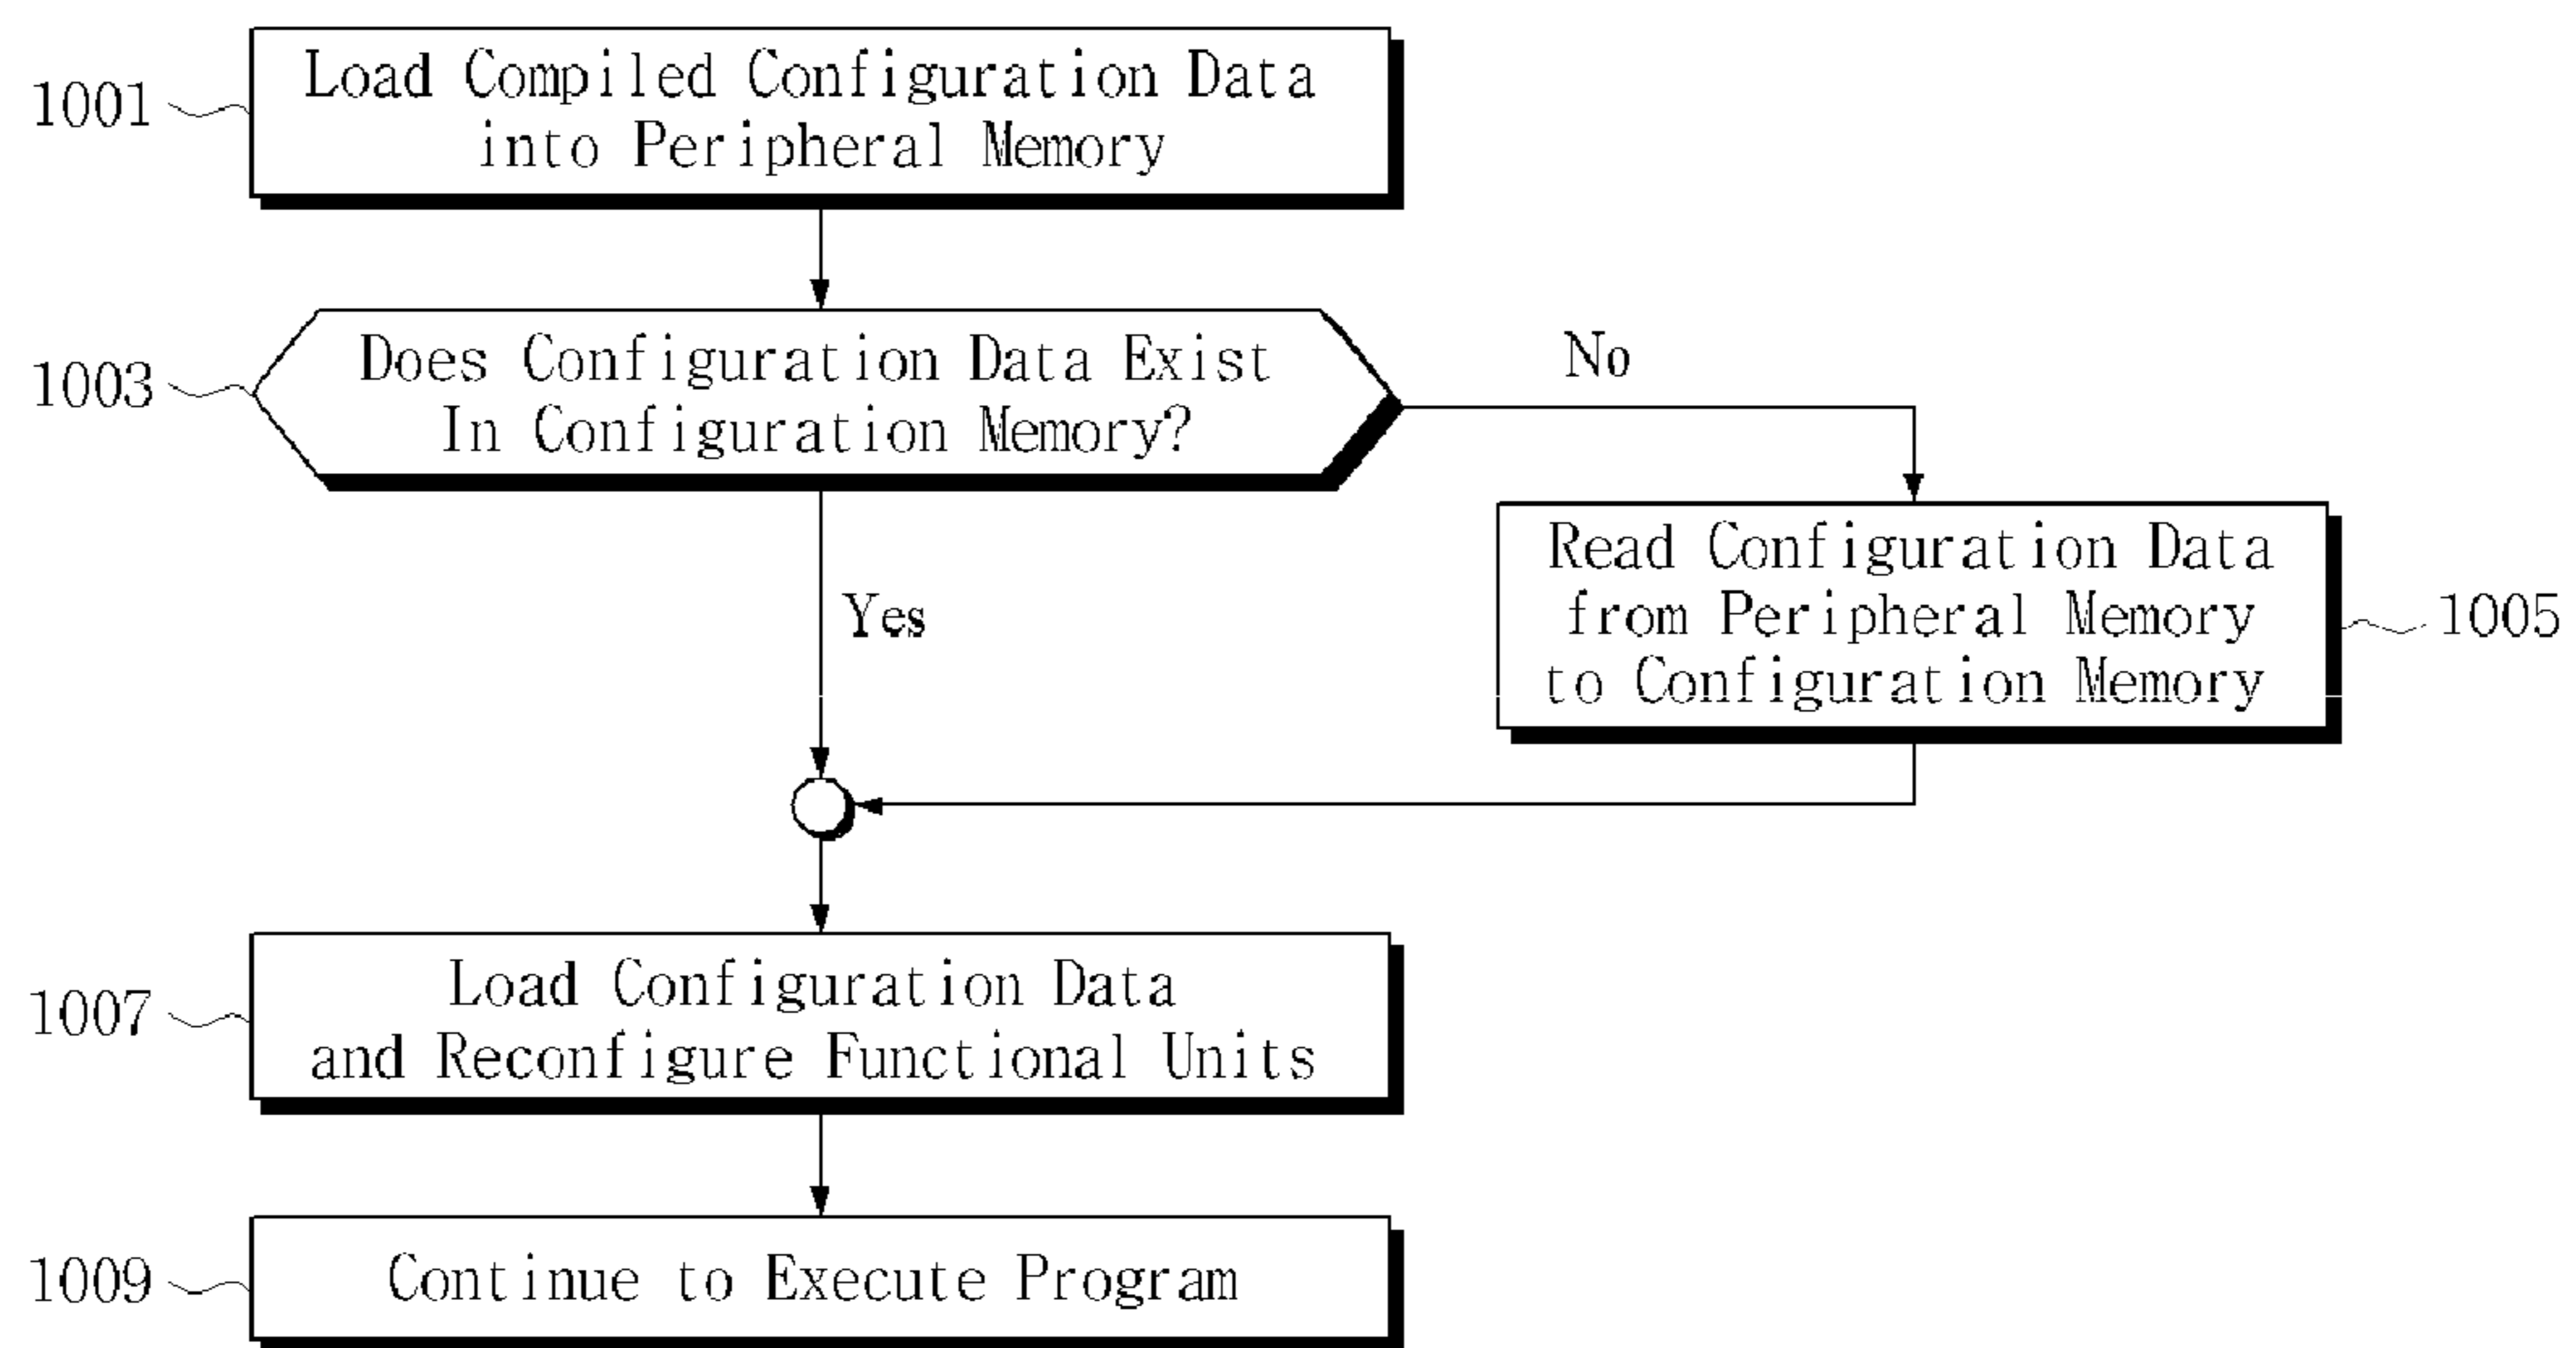 1001
Load Compiled Configuration Data
into Peripheral Memory
1003
Does Configuration Data Exist
In Configuration Memory?
No
Yes
Read Configuration Data
from Peripheral Memory
to Configuration Memory
1005
1007
Load Configuration Data
and Reconfigure Functional Units
1009
Continue to Execute Program